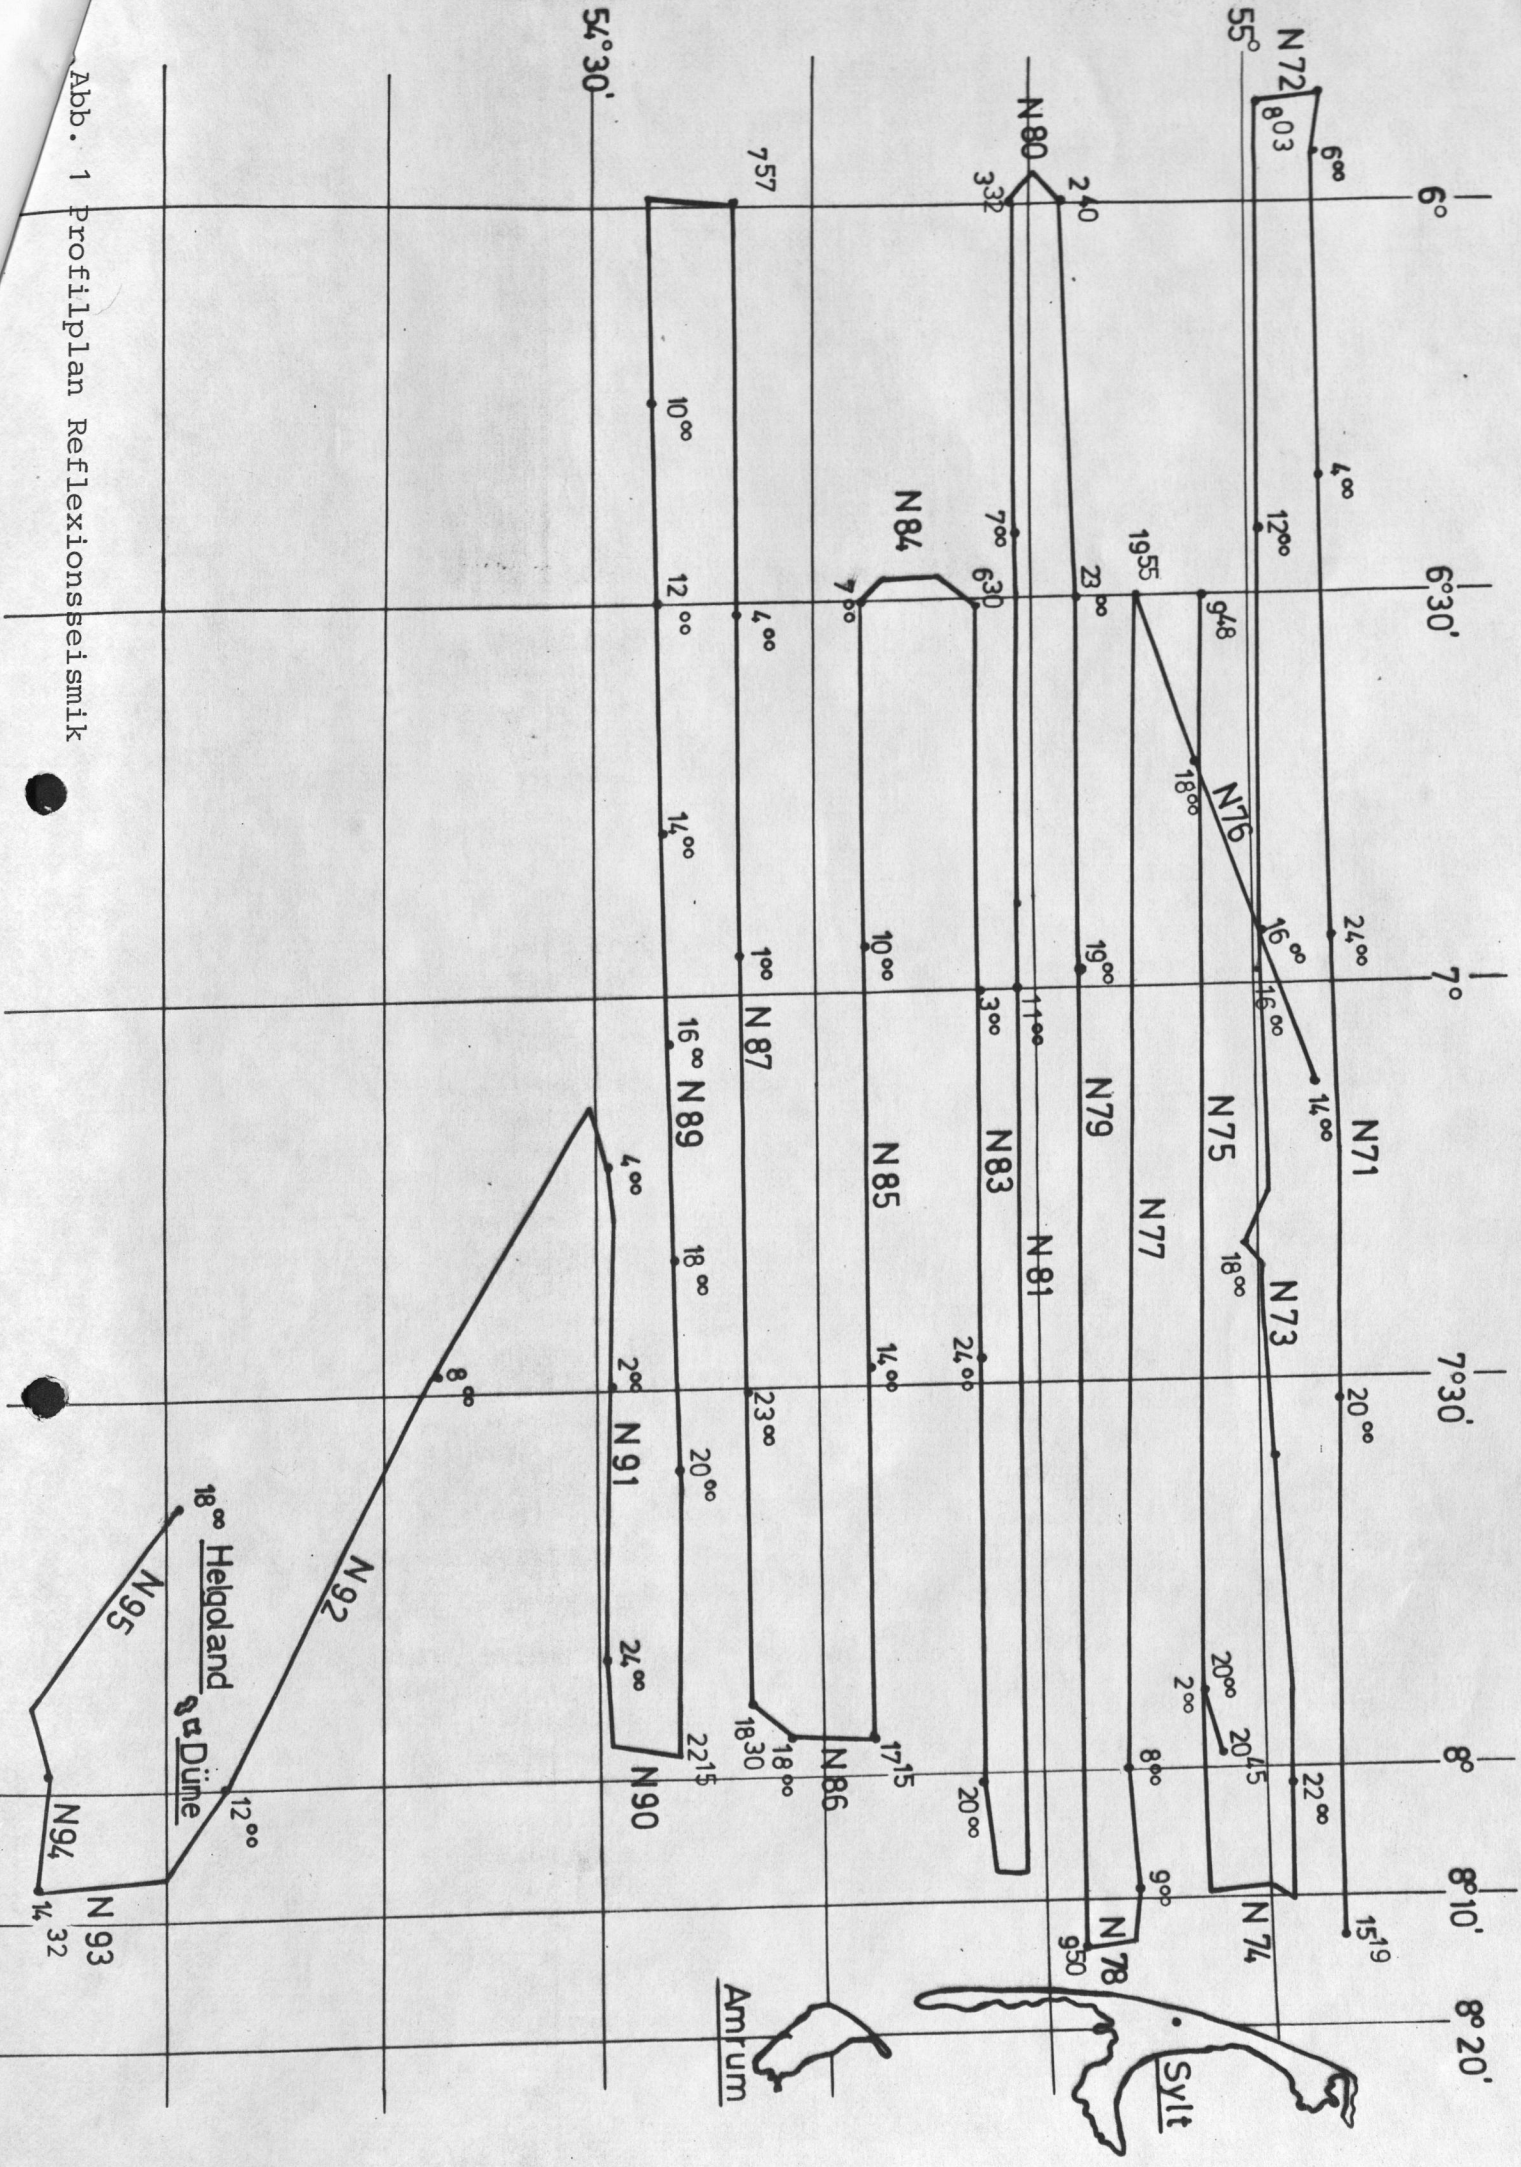 6°
6°30'
7°
7°30'
8°
8°10'
8°20'
N 72
6⁰⁰
4⁰⁰
24⁰⁰
N71
20⁰⁰
15¹⁹
55°
8⁰³
12⁰⁰
16⁰⁰
16⁰⁰
14⁰⁰
18⁰⁰
N73
22⁰⁰
N 74
9⁴⁸
18⁰⁰
N76
N75
20⁰⁰
2⁰⁰
20⁴⁵
19⁵⁵
N77
8⁰⁰
9⁰⁰
N 78
9⁵⁰
Sylt
N 80
2⁴⁰
3³²
23⁰⁰
19⁰⁰
N79
7⁰⁰
11⁰⁰
N 81
6³⁰
3⁰⁰
N83
24⁰⁰
20⁰⁰
N84
7⁰⁰
10⁰⁰
N85
14⁰⁰
17¹⁵
N 86
18⁰⁰
18³⁰
Amrum
7⁵⁷
4⁰⁰
1⁰⁰
N 87
23⁰⁰
10⁰⁰
12⁰⁰
14⁰⁰
16⁰⁰
N 89
18⁰⁰
20⁰⁰
22¹⁵
N90
54°30'
4⁰⁰
2⁰⁰
N 91
24⁰⁰
8⁰⁰
N92
12⁰⁰
18⁰⁰
Helgoland
Düne
N95
N94
N 93
14³²
Abb. 1 Profilplan Reflexionsseismik